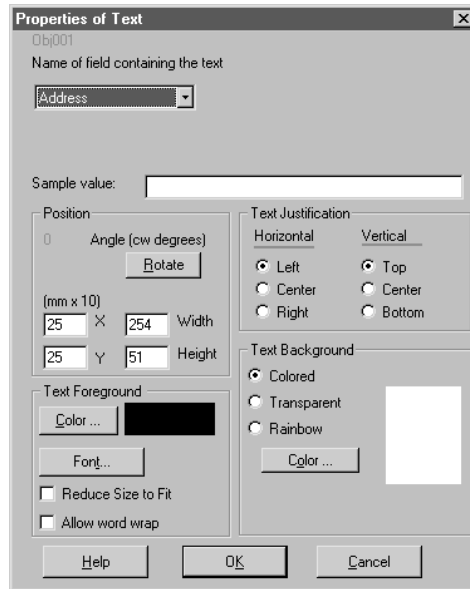 Properties of Text
Obj001
Name of field containing the text
Address
Sample value:
Position
0 Angle (cw degrees)
Rotate
(mm x 10)
25 X 254 Width
25 Y 51 Height
Text Justification
Horizontal Vertical
Left Top
Center Center
Right Bottom
Text Foreground
Color ...
Font...
Reduce Size to Fit
Allow word wrap
Text Background
Colored
Transparent
Rainbow
Color ...
Help OK Cancel